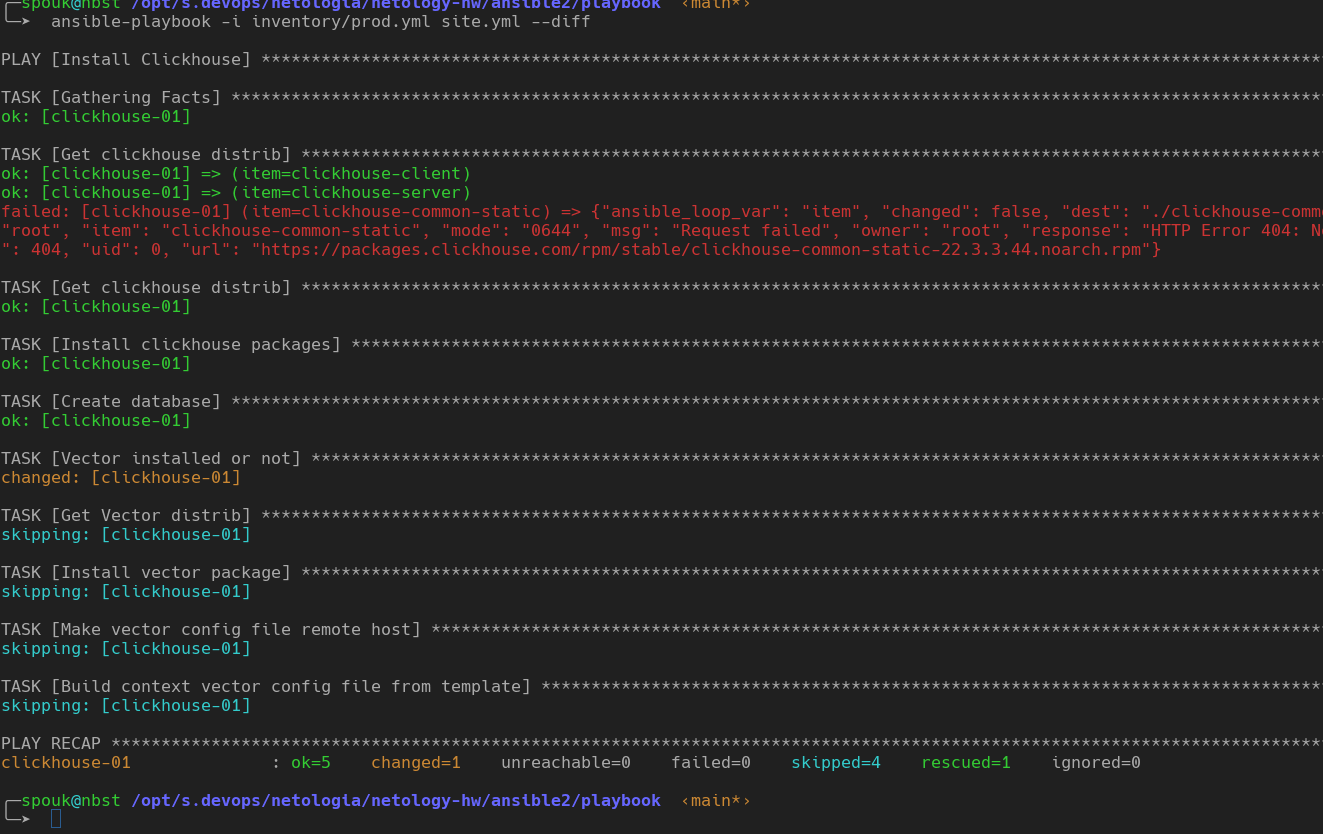 ╭─spouk@nbst /opt/s.devops/netologia/netology-hw/ansible2/playbook ‹main*›
╰─➤  ansible-playbook -i inventory/prod.yml site.yml --diff
PLAY [Install Clickhouse] **********************************************************************************************************
TASK [Gathering Facts] *************************************************************************************************************
ok: [clickhouse-01]
TASK [Get clickhouse distrib] ******************************************************************************************************
ok: [clickhouse-01] => (item=clickhouse-client)
ok: [clickhouse-01] => (item=clickhouse-server)
failed: [clickhouse-01] (item=clickhouse-common-static) => {"ansible_loop_var": "item", "changed": false, "dest": "./clickhouse-comm
"root", "item": "clickhouse-common-static", "mode": "0644", "msg": "Request failed", "owner": "root", "response": "HTTP Error 404: N
": 404, "uid": 0, "url": "https://packages.clickhouse.com/rpm/stable/clickhouse-common-static-22.3.3.44.noarch.rpm"}
TASK [Get clickhouse distrib] ******************************************************************************************************
ok: [clickhouse-01]
TASK [Install clickhouse packages] *************************************************************************************************
ok: [clickhouse-01]
TASK [Create database] *************************************************************************************************************
ok: [clickhouse-01]
TASK [Vector installed or not] *****************************************************************************************************
changed: [clickhouse-01]
TASK [Get Vector distrib] **********************************************************************************************************
skipping: [clickhouse-01]
TASK [Install vector package] ******************************************************************************************************
skipping: [clickhouse-01]
TASK [Make vector config file remote host] *****************************************************************************************
skipping: [clickhouse-01]
TASK [Build context vector config file from template] ******************************************************************************
skipping: [clickhouse-01]
PLAY RECAP *************************************************************************************************************************
clickhouse-01              : ok=5    changed=1    unreachable=0    failed=0    skipped=4    rescued=1    ignored=0
╭─spouk@nbst /opt/s.devops/netologia/netology-hw/ansible2/playbook ‹main*›
╰─➤